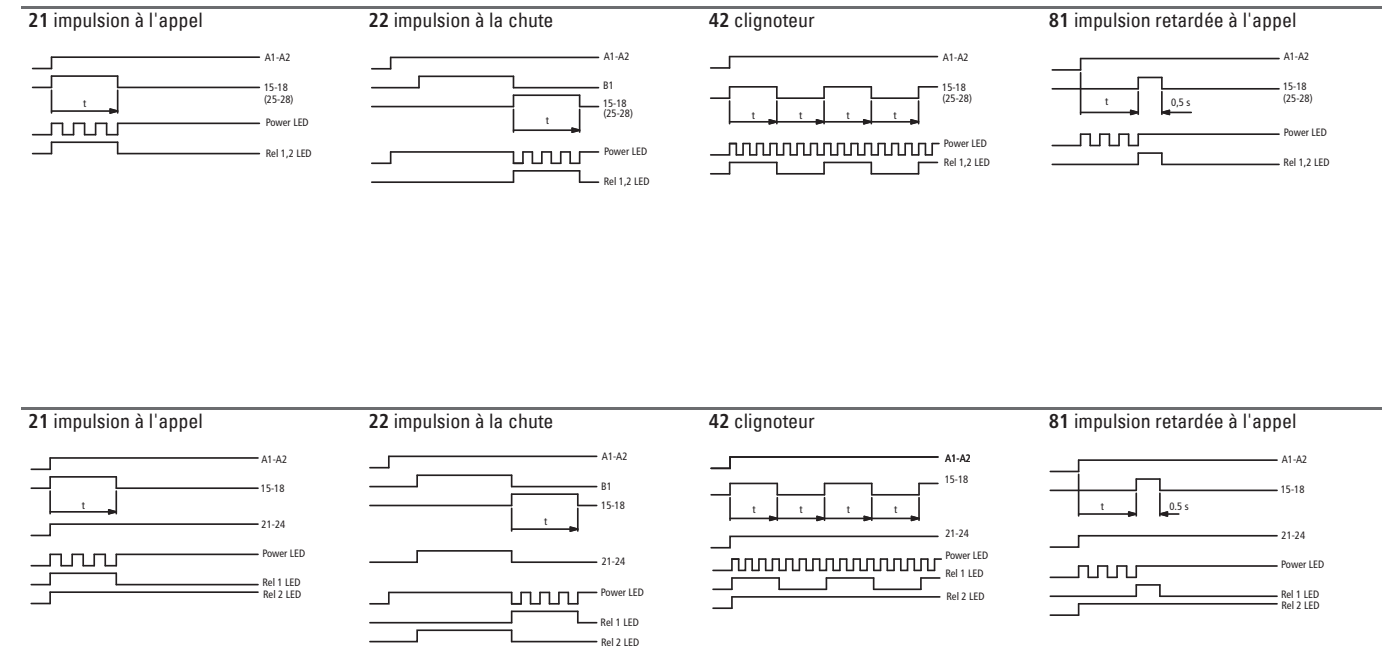 21 impulsion à l'appel
A1-A2
15-18
(25-28)
t
Power LED
Rel 1,2 LED
22 impulsion à la chute
A1-A2
B1
15-18
(25-28)
t
Power LED
Rel 1,2 LED
42 clignoteur
A1-A2
15-18
(25-28)
t t t t
Power LED
Rel 1,2 LED
81 impulsion retardée à l'appel
A1-A2
15-18
(25-28)
t 0,5 s
Power LED
Rel 1,2 LED
21 impulsion à l'appel
A1-A2
15-18
t
21-24
Power LED
Rel 1 LED
Rel 2 LED
22 impulsion à la chute
A1-A2
B1
15-18
t
21-24
Power LED
Rel 1 LED
Rel 2 LED
42 clignoteur
A1-A2
15-18
t t t t
21-24
Power LED
Rel 1 LED
Rel 2 LED
81 impulsion retardée à l'appel
A1-A2
15-18
t 0.5 s
21-24
Power LED
Rel 1 LED
Rel 2 LED